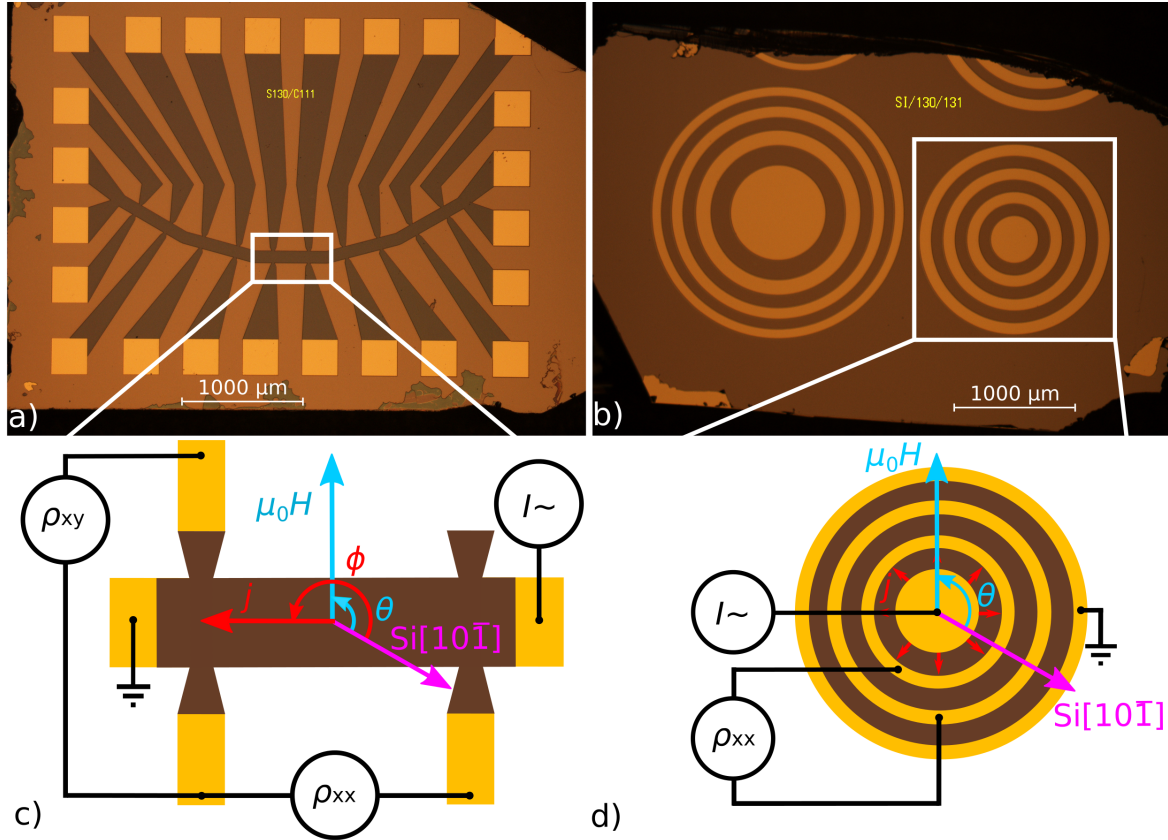 S130/C111
1000 μm
a)
SI/130/131
1000 μm
b)
ρxy
μ₀H
I~
ϕ
j
θ
Si[101̅]
ρxx
c)
μ₀H
I~
j
θ
Si[101̅]
ρxx
d)